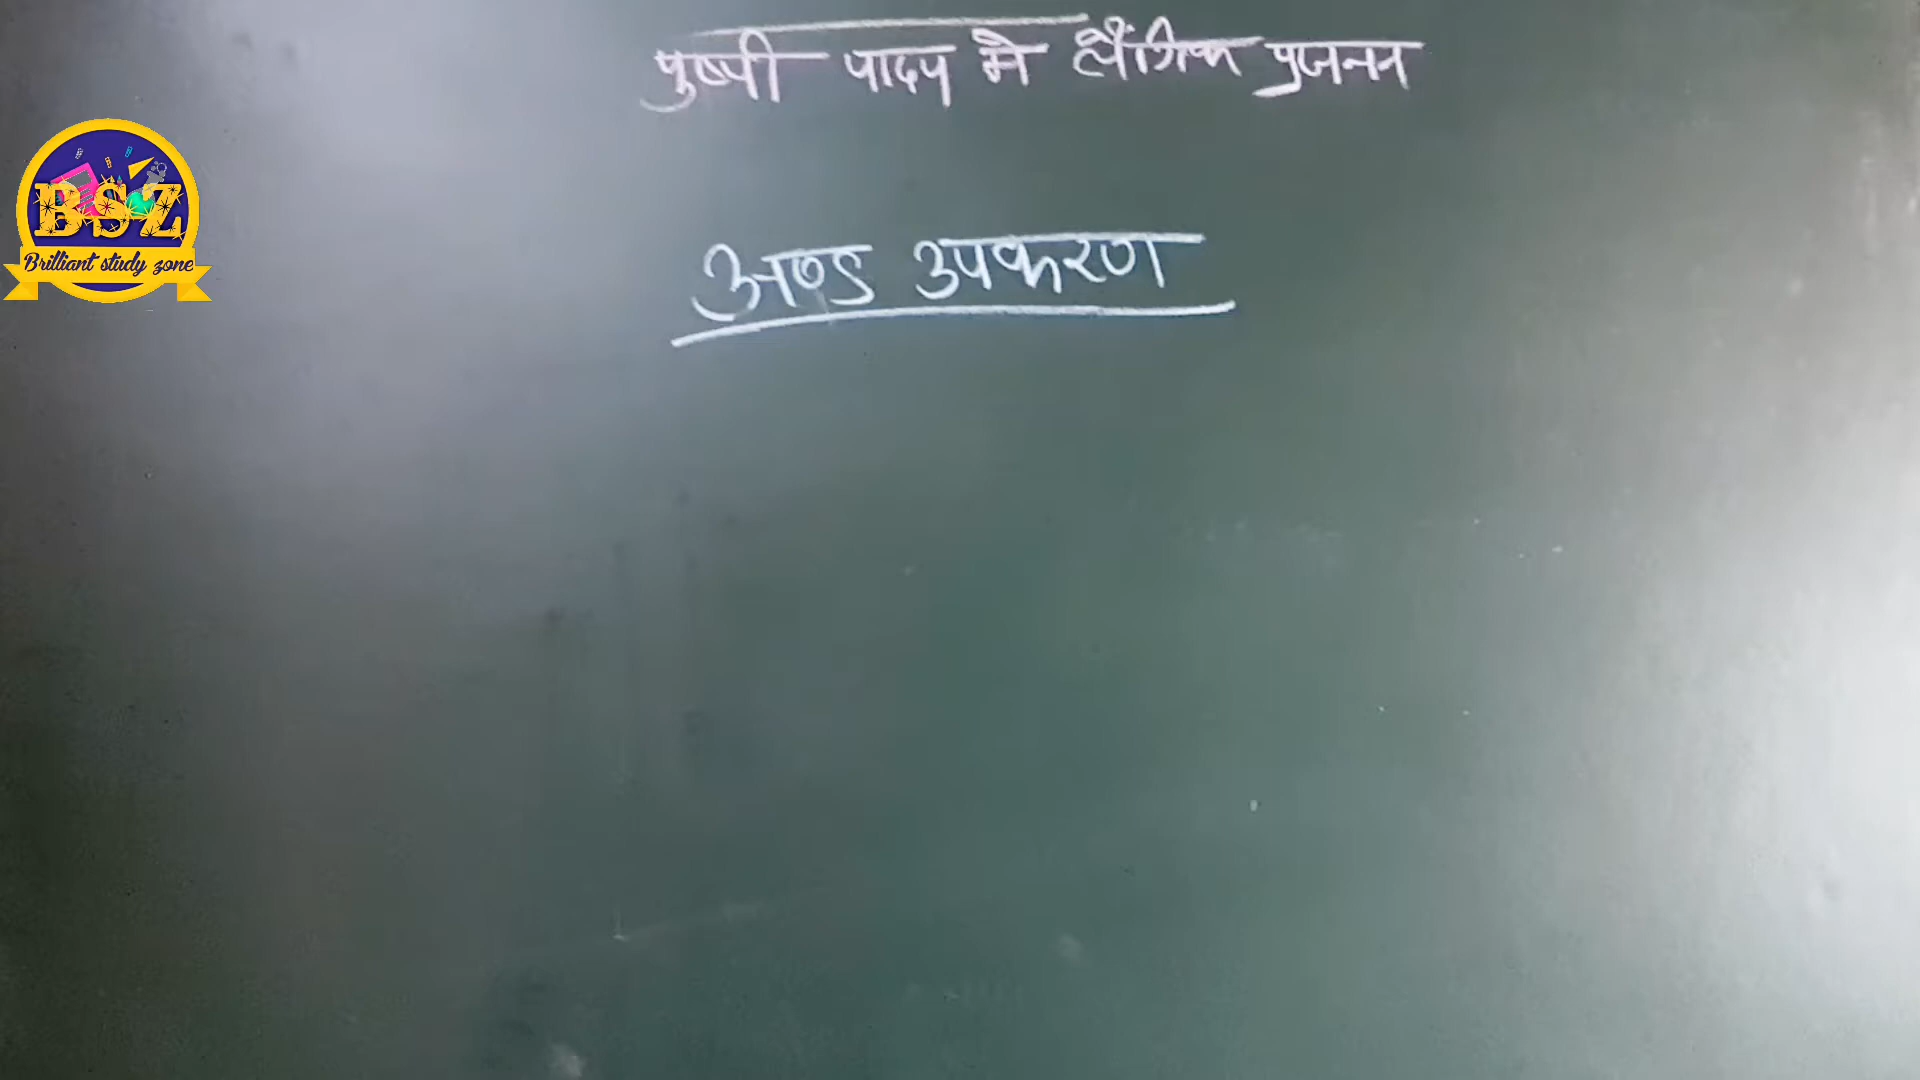 पुष्पी पादप मे लैंगिक प्रजनन
BSZ
Brilliant study zone
अण्ड उपकरण